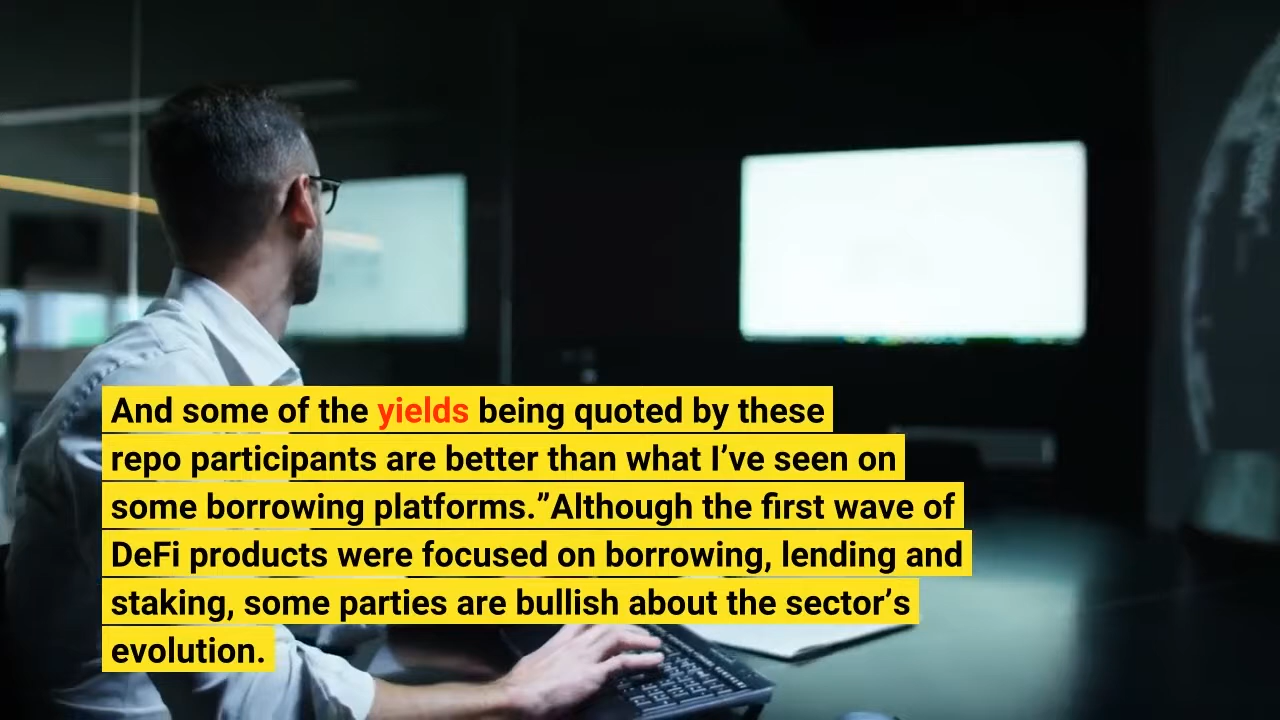 And some of the yields being quoted by these
repo participants are better than what I’ve seen on
some borrowing platforms.”Although the first wave of
DeFi products were focused on borrowing, lending and
staking, some parties are bullish about the sector’s
evolution.